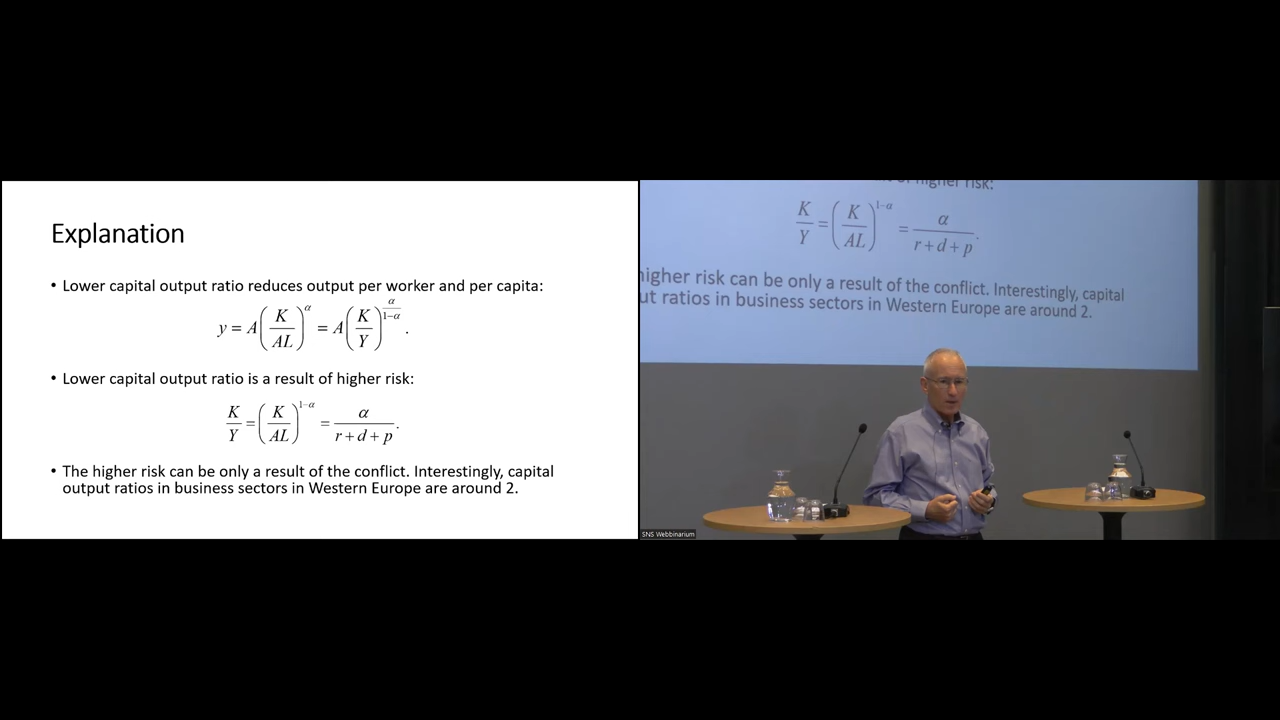 Explanation
• Lower capital output ratio reduces output per worker and per capita:
y = A(K/AL)^α = A(K/Y)^(α/(1−α)).
• Lower capital output ratio is a result of higher risk:
K/Y = (K/AL)^(1−α) = α/(r+d+p).
• The higher risk can be only a result of the conflict. Interestingly, capital
output ratios in business sectors in Western Europe are around 2.
of higher risk:
K/Y = (K/AL)^(1−α) = α/(r+d+p).
higher risk can be only a result of the conflict. Interestingly, capital
ut ratios in business sectors in Western Europe are around 2.
SNS Webbinarium